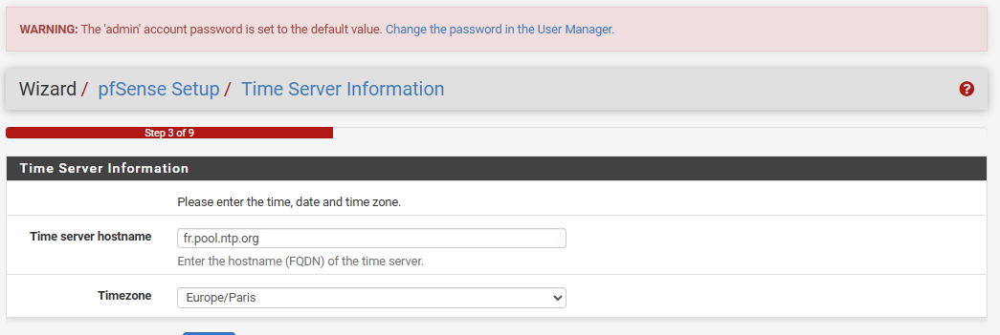 WARNING: The 'admin' account password is set to the default value. Change the password in the User Manager.
Wizard / pfSense Setup / Time Server Information
Step 3 of 9
Time Server Information
Please enter the time, date and time zone.
Time server hostname fr.pool.ntp.org
Enter the hostname (FQDN) of the time server.
Timezone Europe/Paris